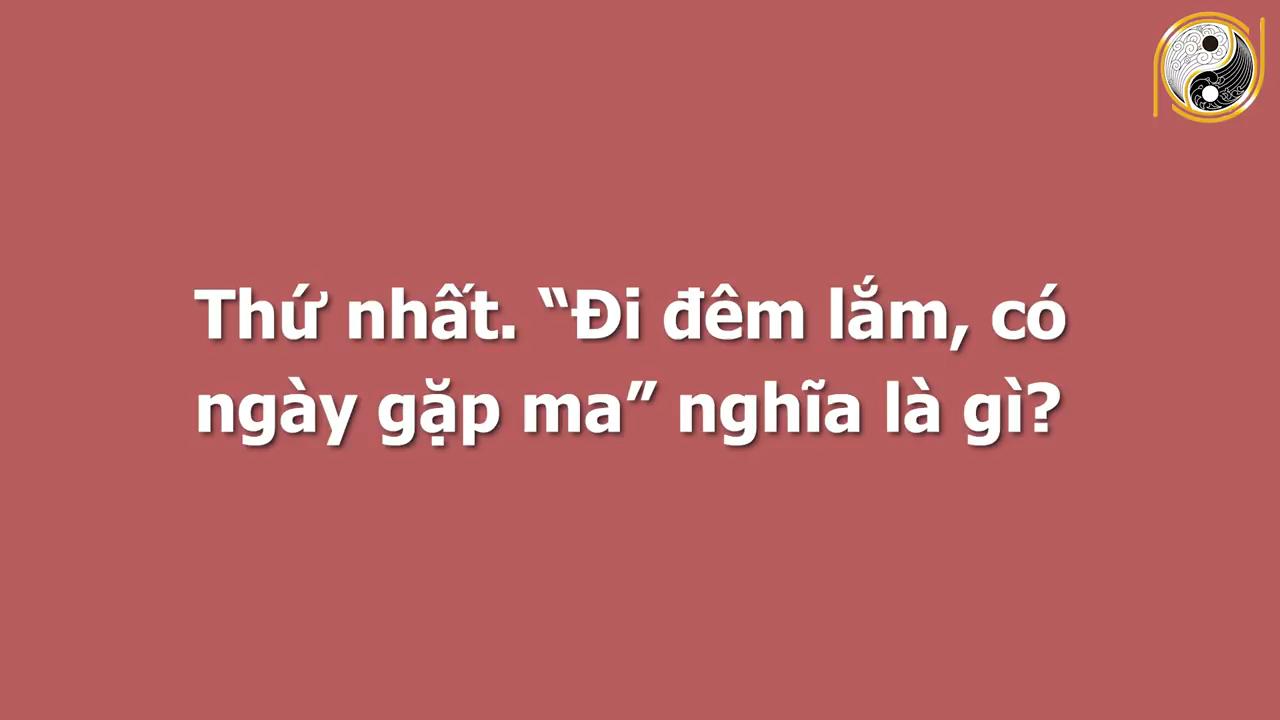 Thứ nhất. “Đi đêm lắm, có
ngày gặp ma” nghĩa là gì?